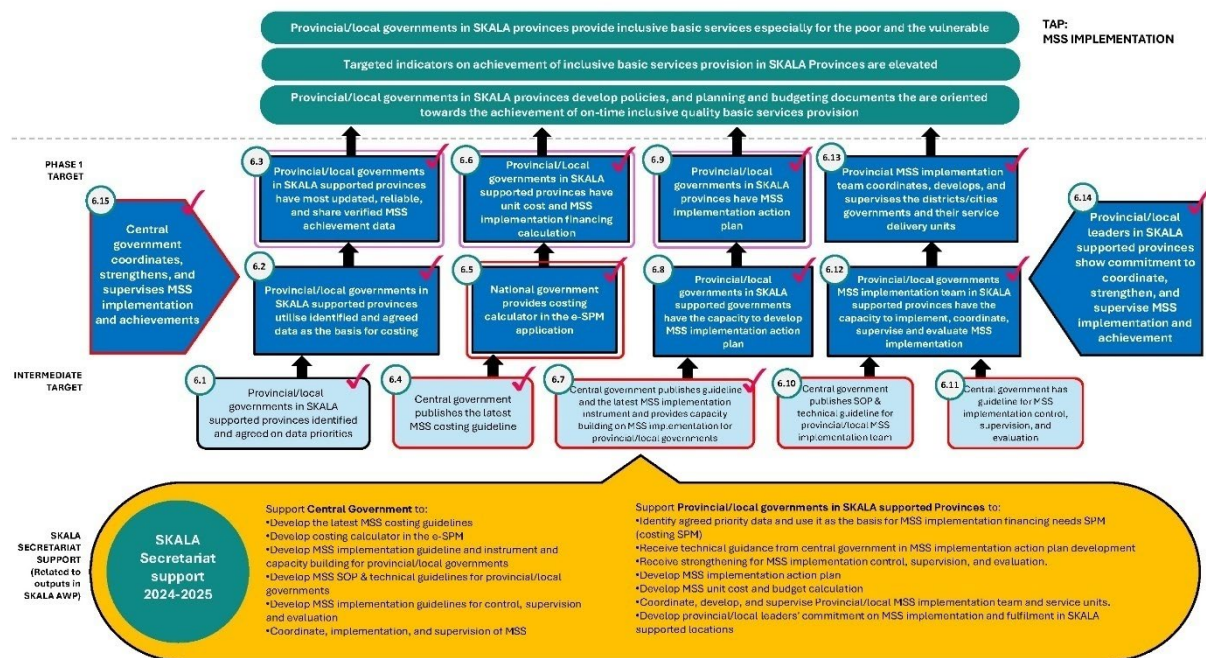 Provincial/local governments in SKALA provinces provide inclusive basic services especially for the poor and the vulnerable
TAP:
MSS IMPLEMENTATION
Targeted indicators on achievement of inclusive basic services provision in SKALA Provinces are elevated
Provincial/local governments in SKALA provinces develop policies, and planning and budgeting documents the are oriented
towards the achievement of on-time inclusive quality basic services provision
PHASE 1
TARGET
6.3
Provincial/local governments
in SKALA supported provinces
have most updated, reliable,
and share verified MSS
achievement data
6.6
Provincial/Local
governments in SKALA
supported provinces have
unit cost and MSS
implementation financing
calculation
6.9
Provincial/local
governments in SKALA
provinces have MSS
implementation action
plan
6.13
Provincial MSS implementation
team coordinates, develops, and
supervises the districts/cities
governments and their service
delivery units
6.15
Central
government
coordinates,
strengthens, and
supervises MSS
implementation
and achievements
6.14
Provincial/local
leaders in SKALA
supported provinces
show commitment to
coordinate,
strengthen, and
supervise MSS
implementation and
achievement
6.2
Provincial/local governments in
SKALA supported provinces
utilise identified and agreed
data as the basis for costing
6.5
National government
provides costing
calculator in the e-SPM
application
6.8
Provincial/local
governments in SKALA
supported governments
have the capacity to
develop MSS
implementation action
plan
6.12
Provincial/local governments
MSS implementation team in SKALA
supported provinces have the
capacity to implement, coordinate,
supervise and evaluate MSS
implementation
INTERMEDIATE
TARGET
6.1
Provincial/local
governments in SKALA
supported provinces identified
and agreed on data priorities
6.4
Central government
publishes the latest
MSS costing guideline
6.7
Central government publishes guideline
and the latest MSS implementation
instrument and provides capacity
building on MSS implementation for
provincial/local governments
6.10
Central government
publishes SOP &
technical guideline for
provincial/local MSS
implementation team
6.11
Central government has
guideline for MSS
implementation control,
supervision, and
evaluation
SKALA
SECRETARIAT
SUPPORT
(Related to
outputs in
SKALA AWP)
SKALA
Secretariat
support
2024-2025
Support Central Government to:
•Develop the latest MSS costing guidelines
•Develop costing calculator in the e-SPM
•Develop MSS implementation guideline and instrument and
capacity building for provincial/local governments
•Develop MSS SOP & technical guidelines for provincial/local
governments
•Develop MSS implementation guidelines for control, supervision
and evaluation
•Coordinate, implementation, and supervision of MSS
Support Provincial/local governments in SKALA supported Provinces to:
•Identify agreed priority data and use it as the basis for MSS implementation financing needs SPM
(costing SPM)
•Receive technical guidance from central government in MSS implementation action plan development
•Receive strengthening for MSS implementation control, supervision, and evaluation.
•Develop MSS implementation action plan
•Develop MSS unit cost and budget calculation
•Coordinate, develop, and supervise Provincial/local MSS implementation team and service units.
•Develop provincial/local leaders' commitment on MSS implementation and fulfilment in SKALA
supported locations